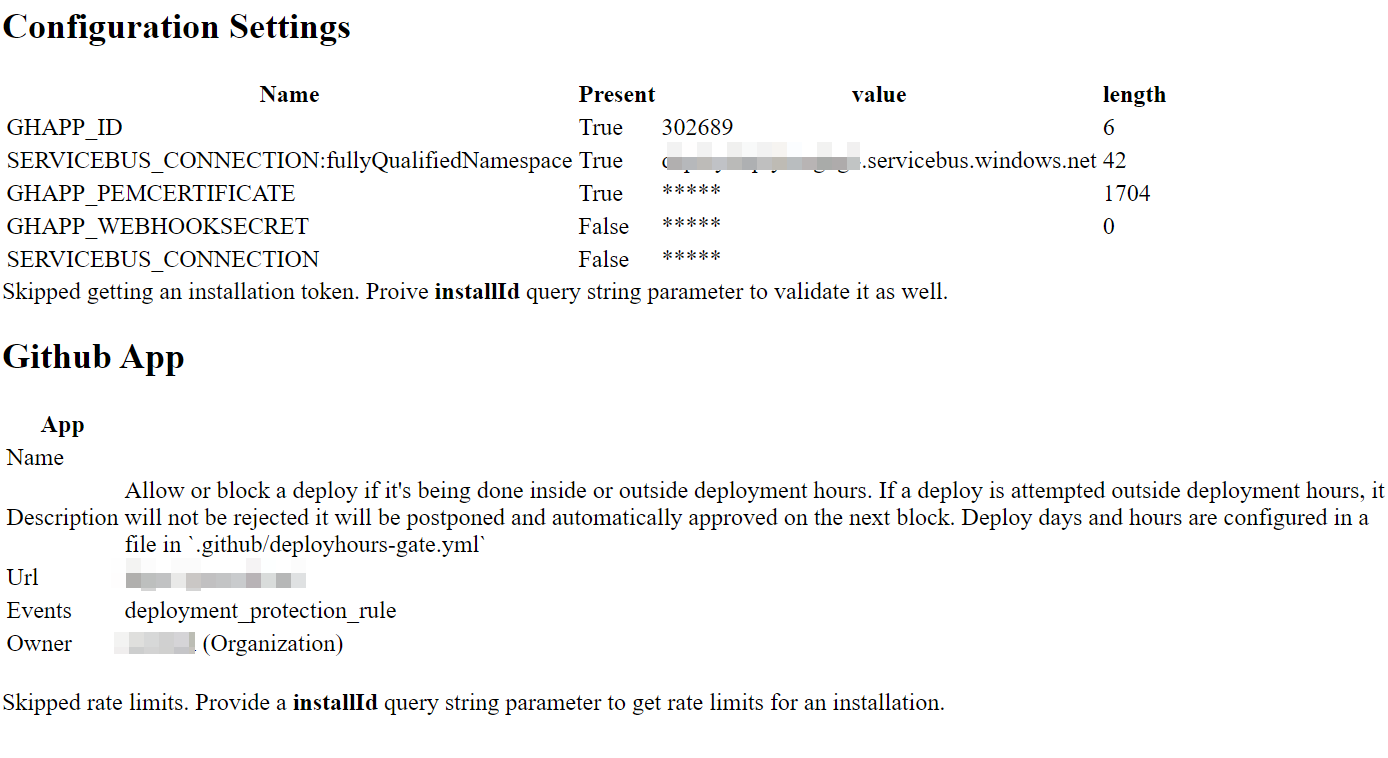 Configuration Settings
Name Present value length
GHAPP_ID True 302689 6
SERVICEBUS_CONNECTION:fullyQualifiedNamespace True .servicebus.windows.net 42
GHAPP_PEMCERTIFICATE True ***** 1704
GHAPP_WEBHOOKSECRET False ***** 0
SERVICEBUS_CONNECTION False *****
Skipped getting an installation token. Proive installId query string parameter to validate it as well.
Github App
App
Name
Allow or block a deploy if it's being done inside or outside deployment hours. If a deploy is attempted outside deployment hours, it
Description will not be rejected it will be postponed and automatically approved on the next block. Deploy days and hours are configured in a
file in `.github/deployhours-gate.yml`
Url
Events deployment_protection_rule
Owner (Organization)
Skipped rate limits. Provide a installId query string parameter to get rate limits for an installation.